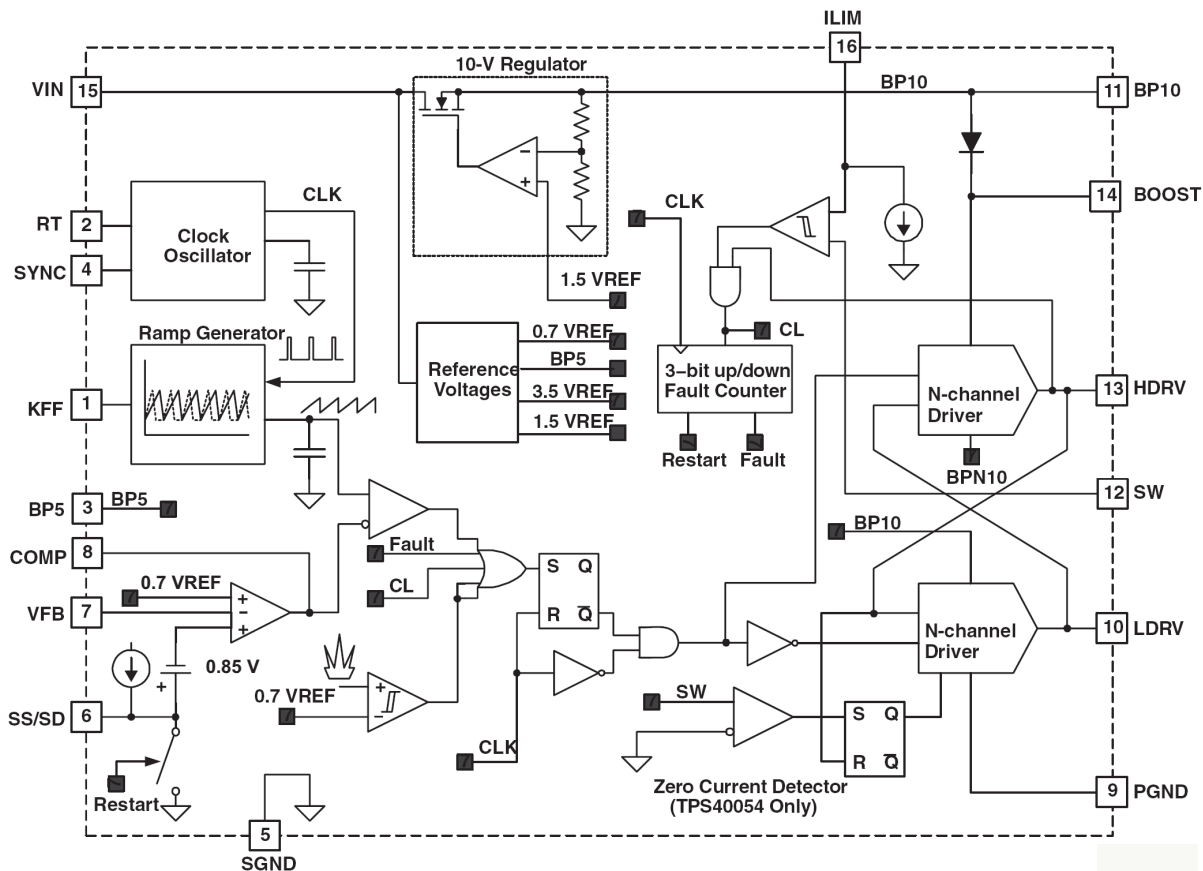 ILIM
16
10-V Regulator
VIN
15
BP10
11
BP10
CLK
CLK
14
BOOST
RT
2
Clock
Oscillator
SYNC
4
1.5 VREF
Ramp Generator
0.7 VREF
CL
BP5
Reference
Voltages
3−bit up/down
Fault Counter
N-channel
Driver
13
HDRV
KFF
1
3.5 VREF
1.5 VREF
Restart
Fault
BPN10
BP5
3
BP5
12
SW
BP10
COMP
8
Fault
S Q
0.7 VREF
CL
VFB
7
+
−
+
R Q
N-channel
Driver
10
LDRV
0.85 V
+
0.7 VREF
+
−
SW
SS/SD
6
S Q
CLK
R Q
Zero Current Detector
(TPS40054 Only)
9
PGND
Restart
5
SGND
−
+